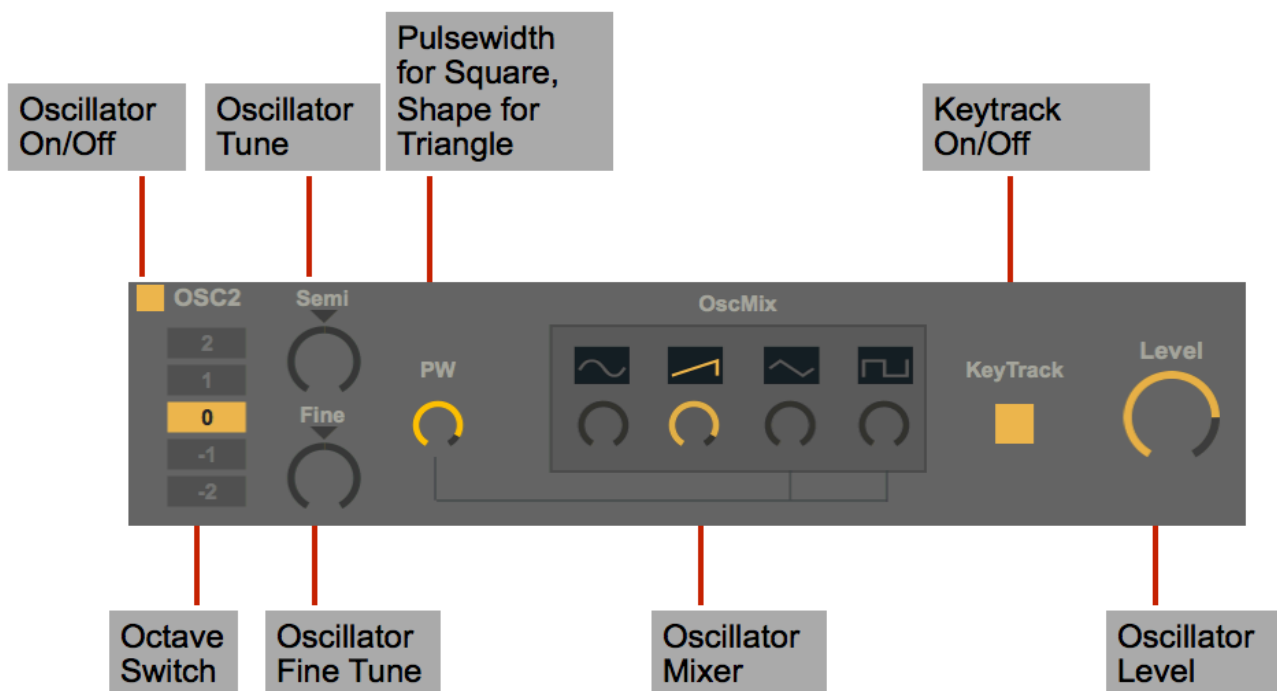 Pulsewidth
for Square,
Shape for
Triangle
Oscillator
On/Off
Oscillator
Tune
Keytrack
On/Off
OSC2
Semi
OscMix
2
1
0
-1
-2
Fine
PW
KeyTrack
Level
Octave
Switch
Oscillator
Fine Tune
Oscillator
Mixer
Oscillator
Level